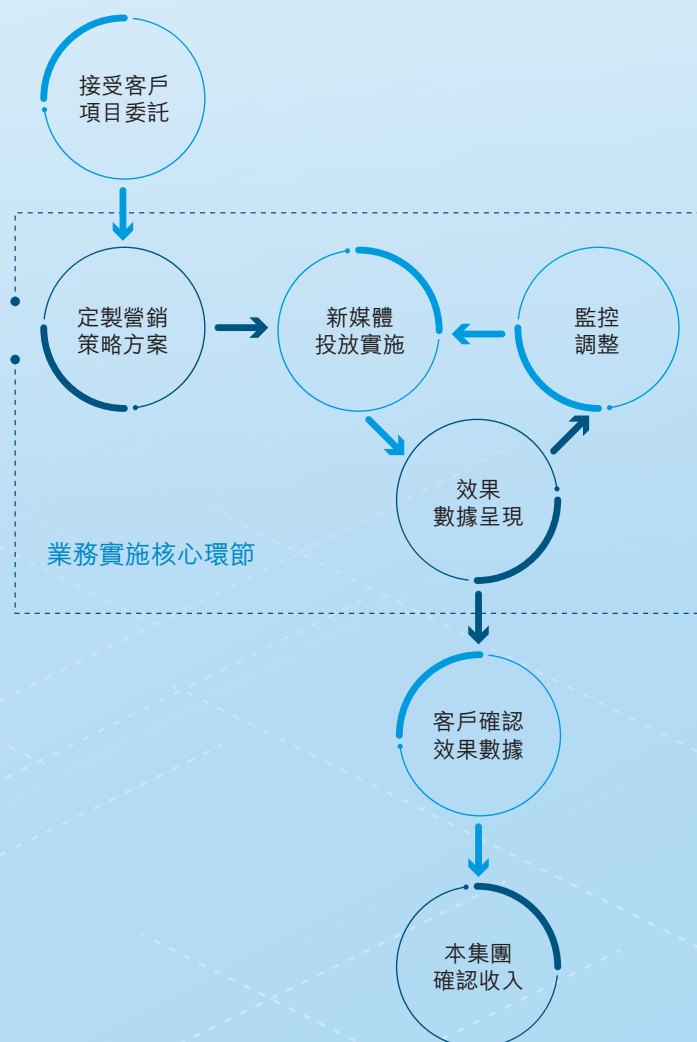 接受客戶
項目委託
定製營銷
策略方案
新媒體
投放實施
監控
調整
效果
數據呈現
業務實施核心環節
客戶確認
效果數據
本集團
確認收入